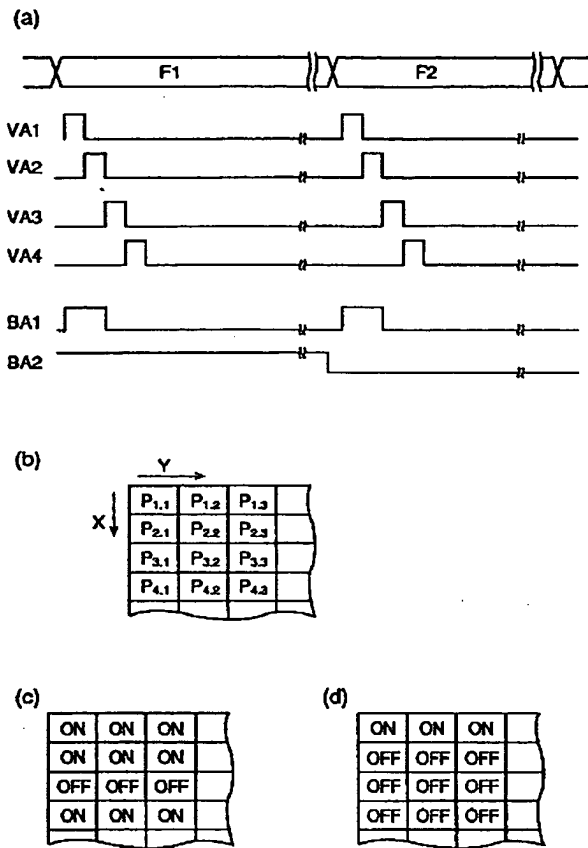 (a)
F1 F2
VA1
VA2
VA3
VA4
BA1
BA2
(b)
Y
X
P1.1 P1.2 P1.3
P2.1 P2.2 P2.3
P3.1 P3.2 P3.3
P4.1 P4.2 P4.3
(c)
ON ON ON
ON ON ON
OFF OFF OFF
ON ON ON
(d)
ON ON ON
OFF OFF OFF
OFF OFF OFF
OFF OFF OFF